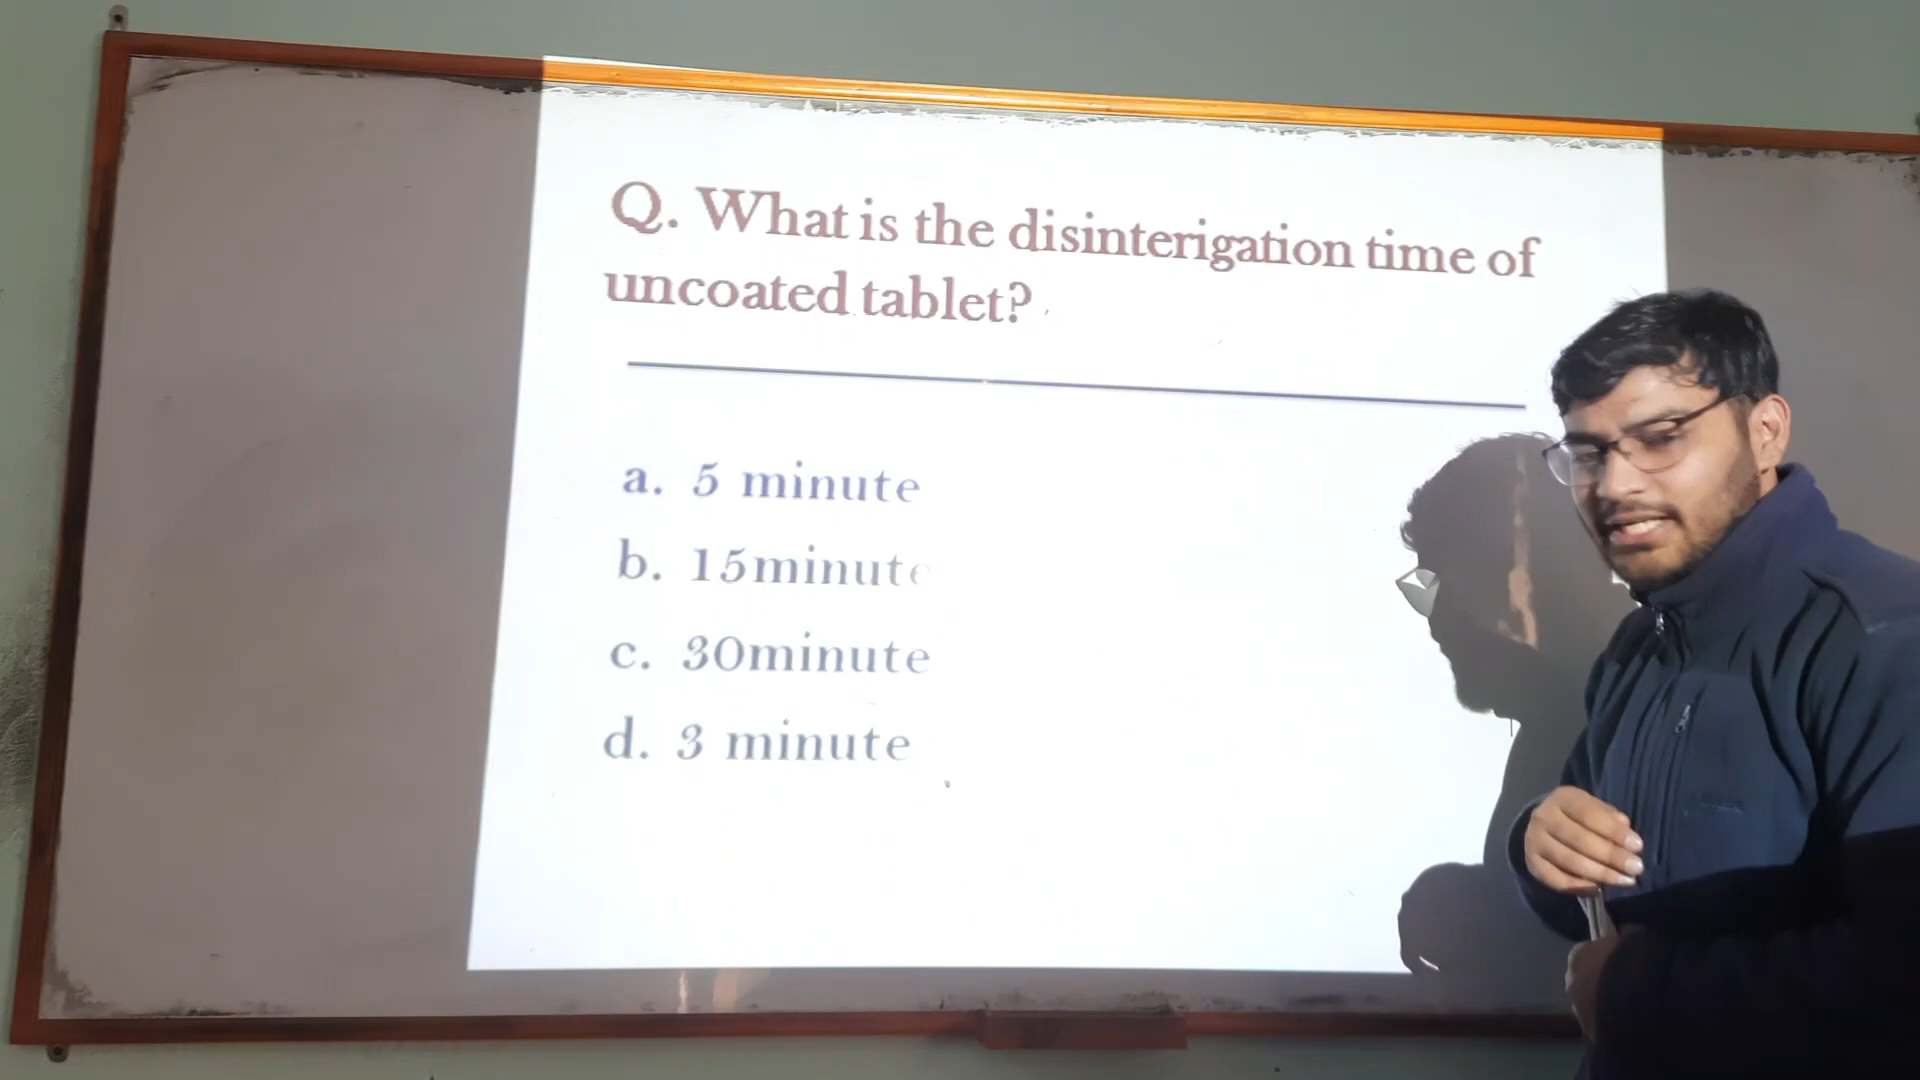 Q. What is the disinterigation time of
uncoated tablet?
a. 5 minute
b. 15minute
c. 30minute
d. 3 minute